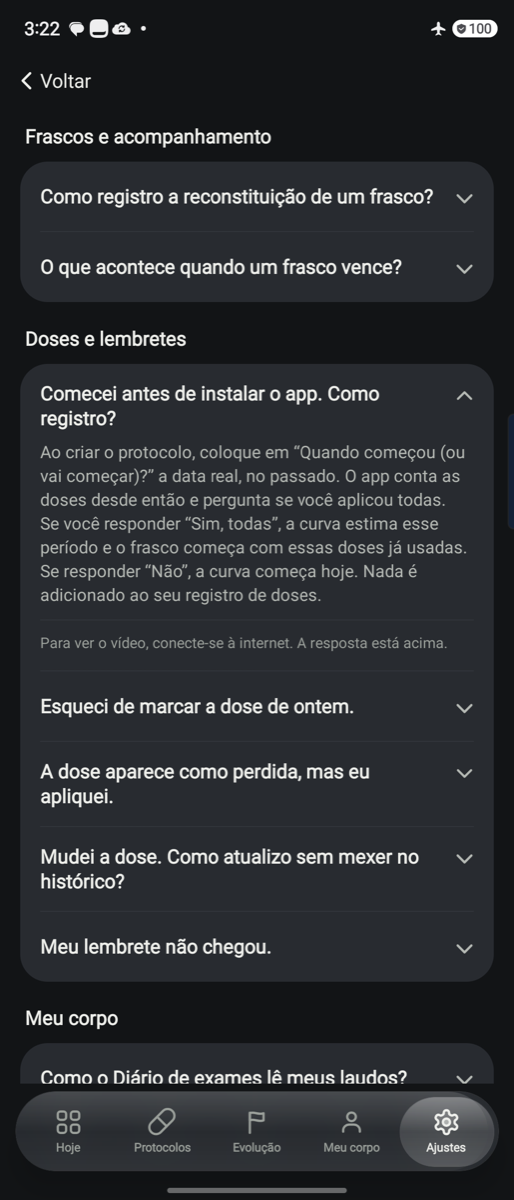 3:22
100
Voltar
Frascos e acompanhamento
Como registro a reconstituição de um frasco?
O que acontece quando um frasco vence?
Doses e lembretes
Comecei antes de instalar o app. Como
registro?
Ao criar o protocolo, coloque em “Quando começou (ou
vai começar)?” a data real, no passado. O app conta as
doses desde então e pergunta se você aplicou todas.
Se você responder “Sim, todas”, a curva estima esse
período e o frasco começa com essas doses já usadas.
Se responder “Não”, a curva começa hoje. Nada é
adicionado ao seu registro de doses.
Para ver o vídeo, conecte-se à internet. A resposta está acima.
Esqueci de marcar a dose de ontem.
A dose aparece como perdida, mas eu
apliquei.
Mudei a dose. Como atualizo sem mexer no
histórico?
Meu lembrete não chegou.
Meu corpo
Como o Diário de exames lê meus laudos?
Hoje
Protocolos
Evolução
Meu corpo
Ajustes